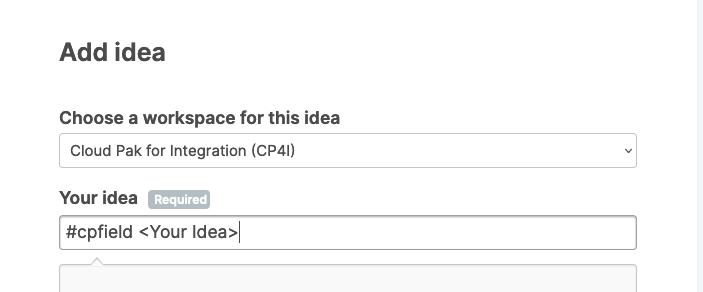 Add idea
Choose a workspace for this idea
Cloud Pak for Integration (CP4I)
Your idea Required
#cpfield <Your Idea>